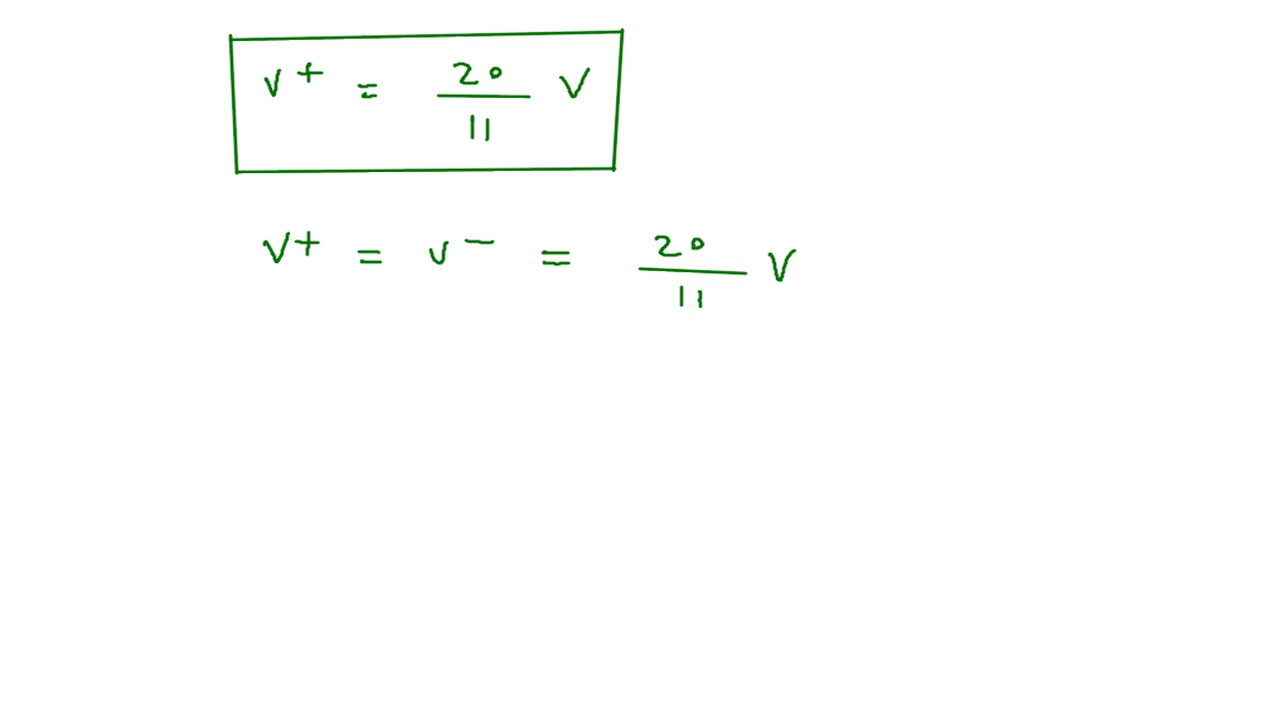 v⁺ = 20/11 V
v⁺ = v⁻ = 20/11 V